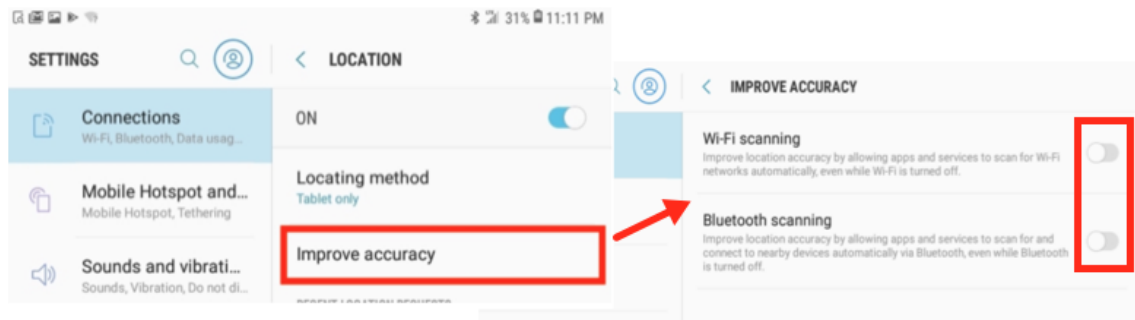 31% 11:11 PM
SETTINGS
Connections
Wi-Fi, Bluetooth, Data usag...
Mobile Hotspot and...
Mobile Hotspot, Tethering
Sounds and vibrati...
Sounds, Vibration, Do not di...
LOCATION
ON
Locating method
Tablet only
Improve accuracy
RECENT LOCATION REQUESTS
IMPROVE ACCURACY
Wi-Fi scanning
Improve location accuracy by allowing apps and services to scan for Wi-Fi
networks automatically, even while Wi-Fi is turned off.
Bluetooth scanning
Improve location accuracy by allowing apps and services to scan for and
connect to nearby devices automatically via Bluetooth, even while Bluetooth
is turned off.